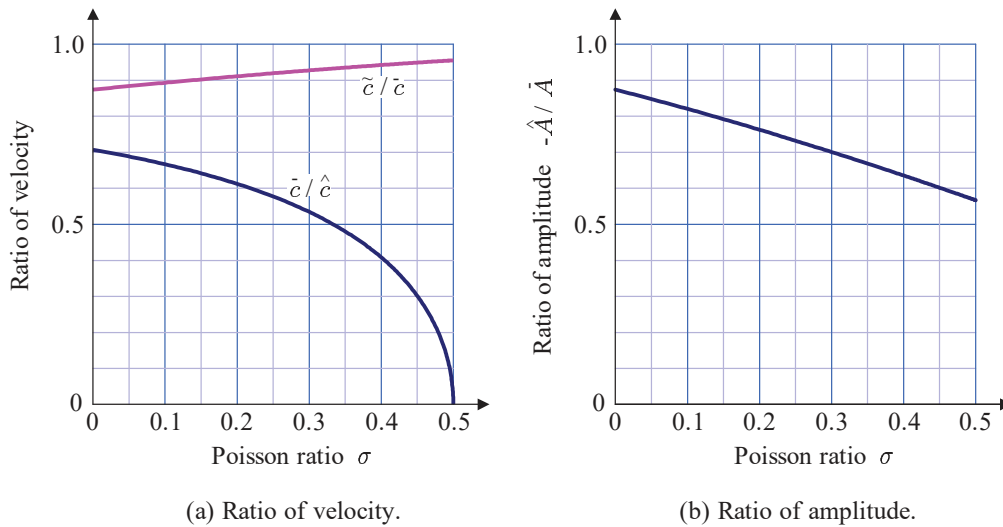 1.0
0.5
0
0 0.1 0.2 0.3 0.4 0.5
Ratio of velocity
c̃ / c̄
c̄ / ĉ
Poisson ratio σ
(a) Ratio of velocity.
1.0
0.5
0
0 0.1 0.2 0.3 0.4 0.5
Ratio of amplitude -Â / Ā
Poisson ratio σ
(b) Ratio of amplitude.